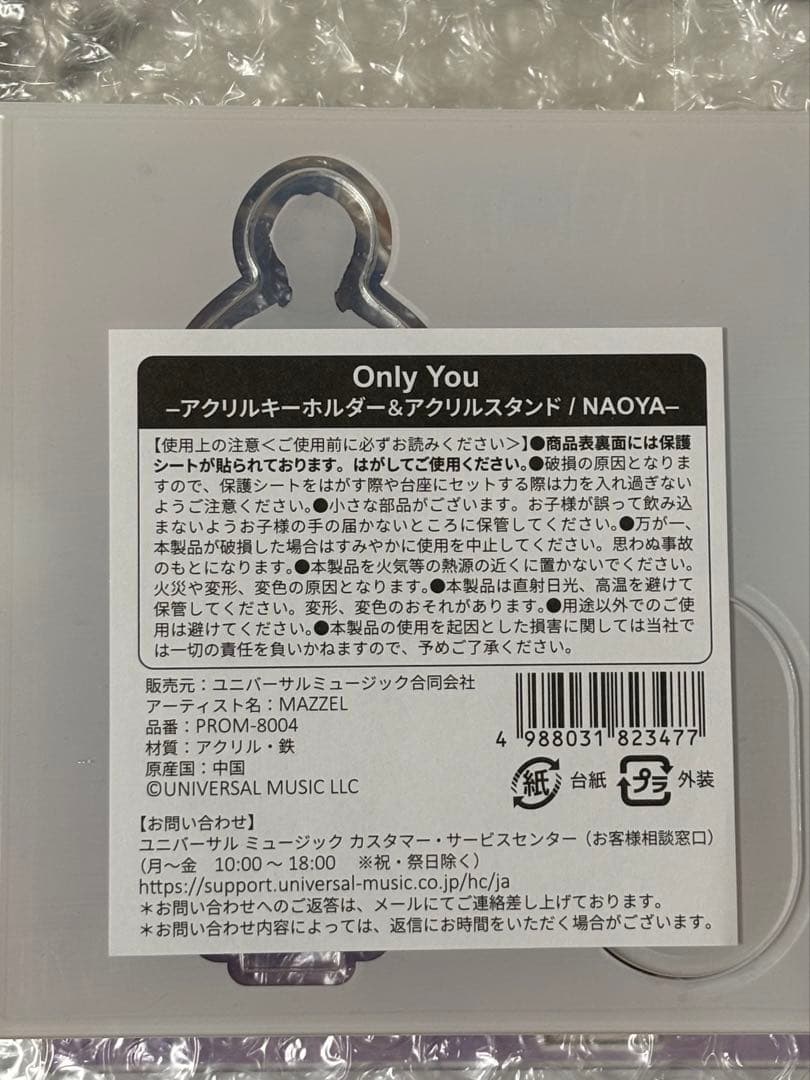 Only You
–アクリルキーホルダー&アクリルスタンド / NAOYA–
【使用上の注意＜ご使用前に必ずお読みください＞】●商品表裏面には保護
シートが貼られております。はがしてご使用ください。●破損の原因となりま
すので、保護シートをはがす際や台座にセットする際は力を入れ過ぎない
ようご注意ください。●小さな部品がございます。お子様が誤って飲み込
まないようお子様の手の届かないところに保管してください。●万が一、
本製品が破損した場合はすみやかに使用を中止してください。思わぬ事故
のもとになります。●本製品を火気等の熱源の近くに置かないでください。
火災や変形、変色の原因となります。●本製品は直射日光、高温を避けて
保管してください。変形、変色のおそれがあります。●用途以外でのご使
用は避けてください。●本製品の使用を起因とした損害に関しては当社で
は一切の責任を負いかねますので、予めご了承ください。
販売元：ユニバーサルミュージック合同会社
アーティスト名：MAZZEL
品番：PROM-8004
材質：アクリル・鉄
原産国：中国
©UNIVERSAL MUSIC LLC
4 988031 823477
紙 台紙 プラ 外装
【お問い合わせ】
ユニバーサル ミュージック カスタマー・サービスセンター（お客様相談窓口）
（月～金　10:00 ～ 18:00　※祝・祭日除く）
https://support.universal-music.co.jp/hc/ja
＊お問い合わせへのご返答は、メールにてご連絡差し上げております。
＊お問い合わせ内容によっては、返信にお時間をいただく場合がございます。